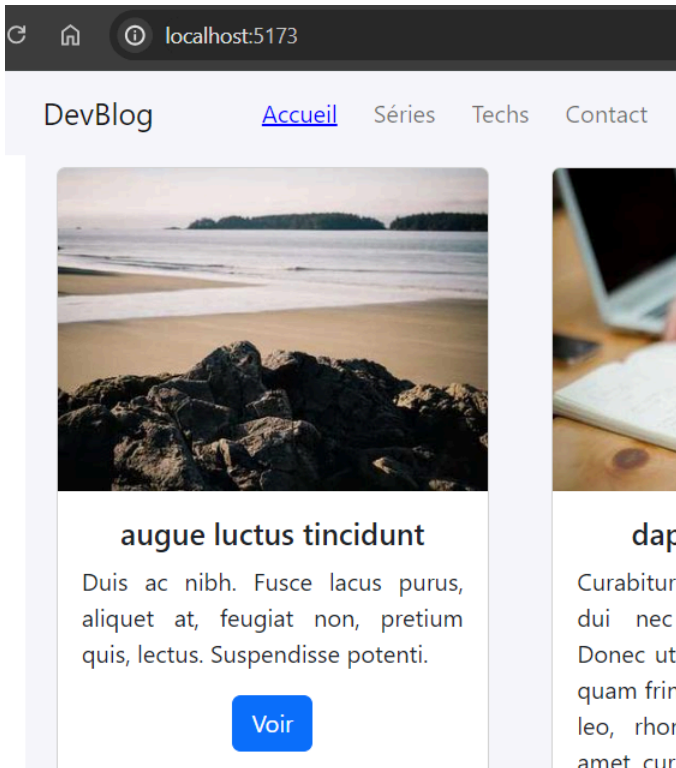 localhost:5173
DevBlog Accueil Séries Techs Contact
augue luctus tincidunt
Duis ac nibh. Fusce lacus purus,
aliquet at, feugiat non, pretium
quis, lectus. Suspendisse potenti.
Voir
dap
Curabitur
dui nec
Donec ut
quam frin
leo, rhon
amet cur